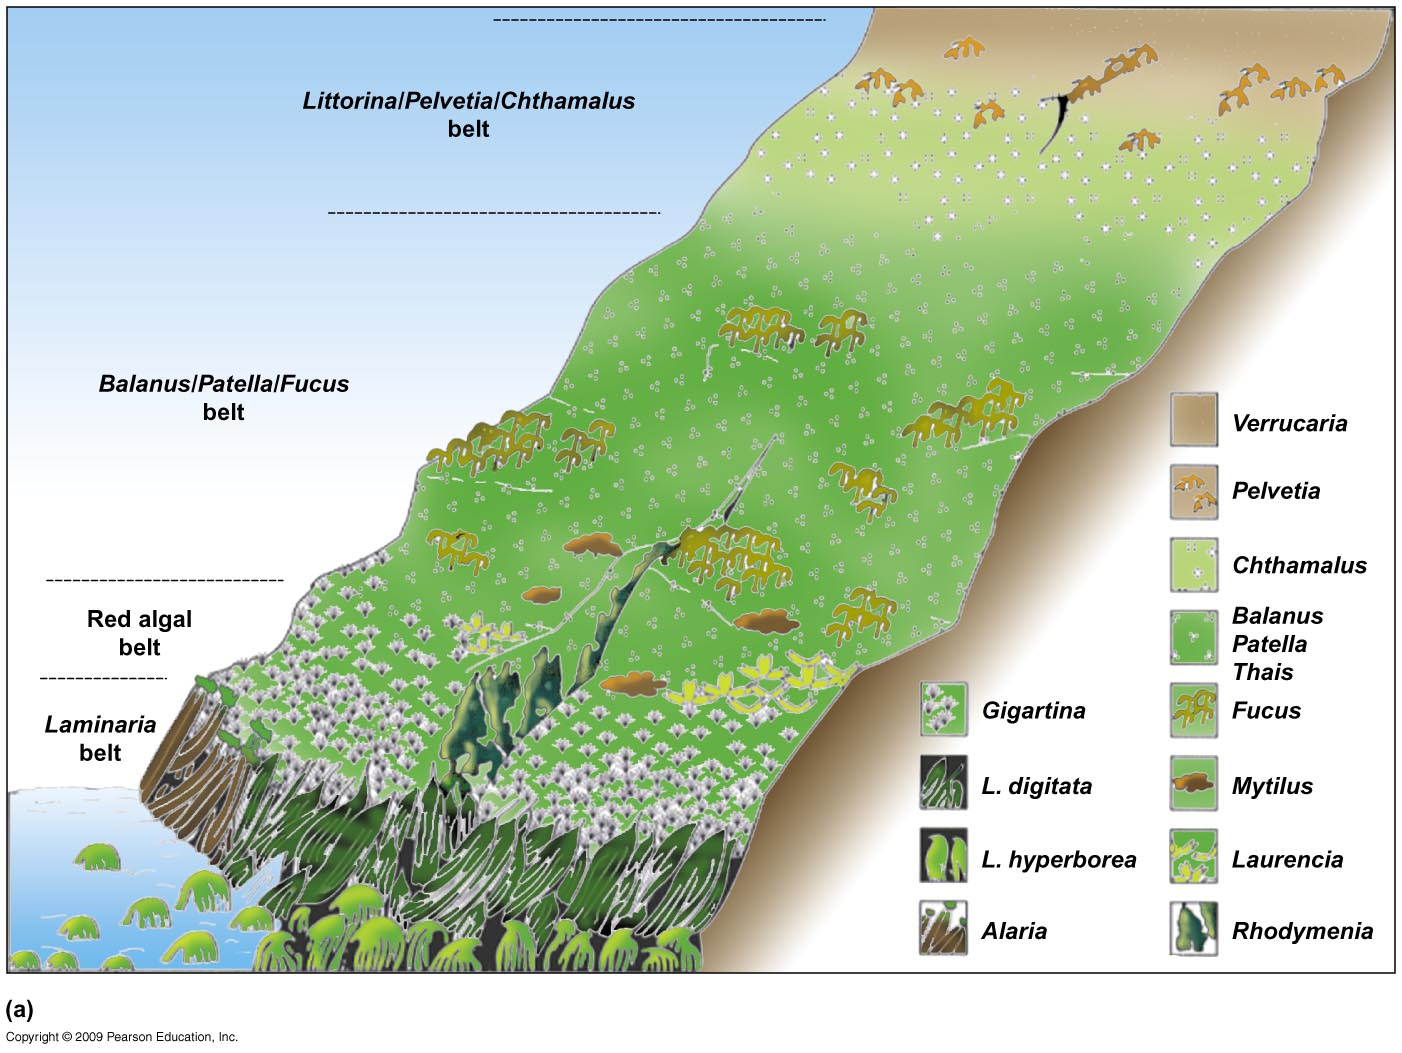 Littorina/Pelvetia/Chthamalus
belt
Balanus/Patella/Fucus
belt
Red algal
belt
Laminaria
belt
Verrucaria
Pelvetia
Chthamalus
Balanus
Patella
Thais
Gigartina
Fucus
L. digitata
Mytilus
L. hyperborea
Laurencia
Alaria
Rhodymenia
(a)
Copyright © 2009 Pearson Education, Inc.